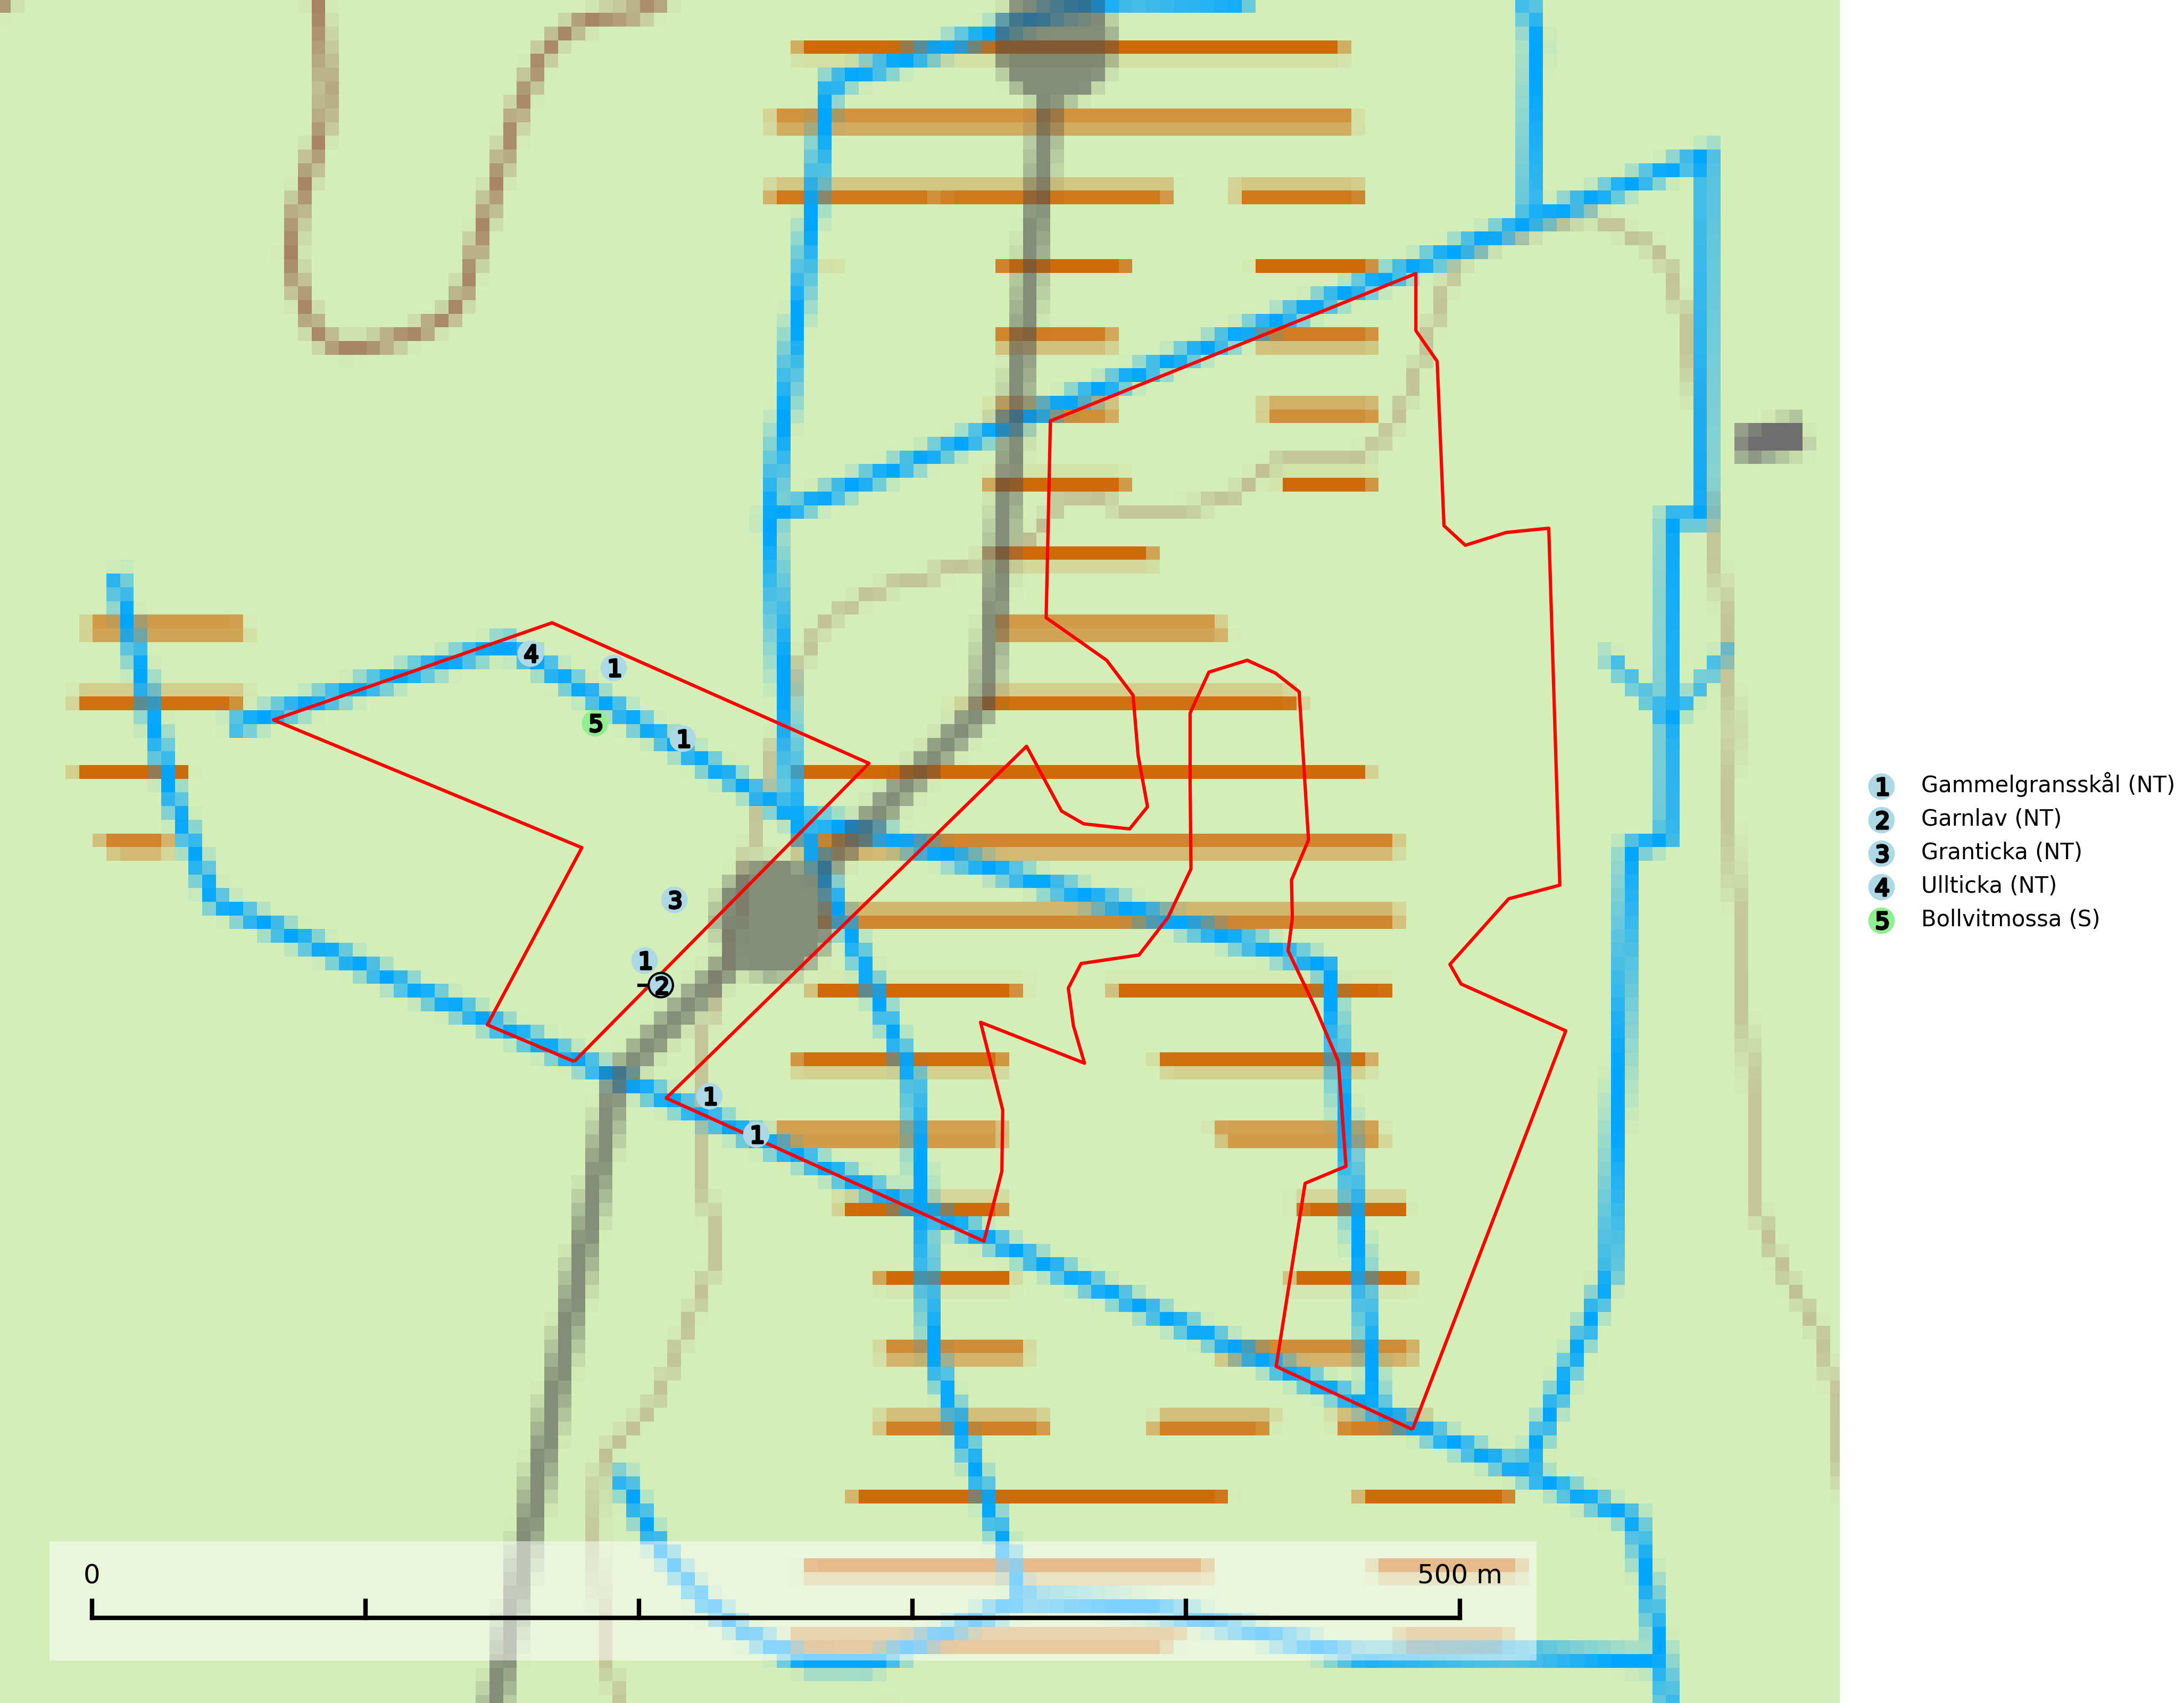 4
1
5
1
3
1
2
1
1
1 Gammelgransskål (NT)
2 Garnlav (NT)
3 Granticka (NT)
4 Ullticka (NT)
5 Bollvitmossa (S)
0 500 m